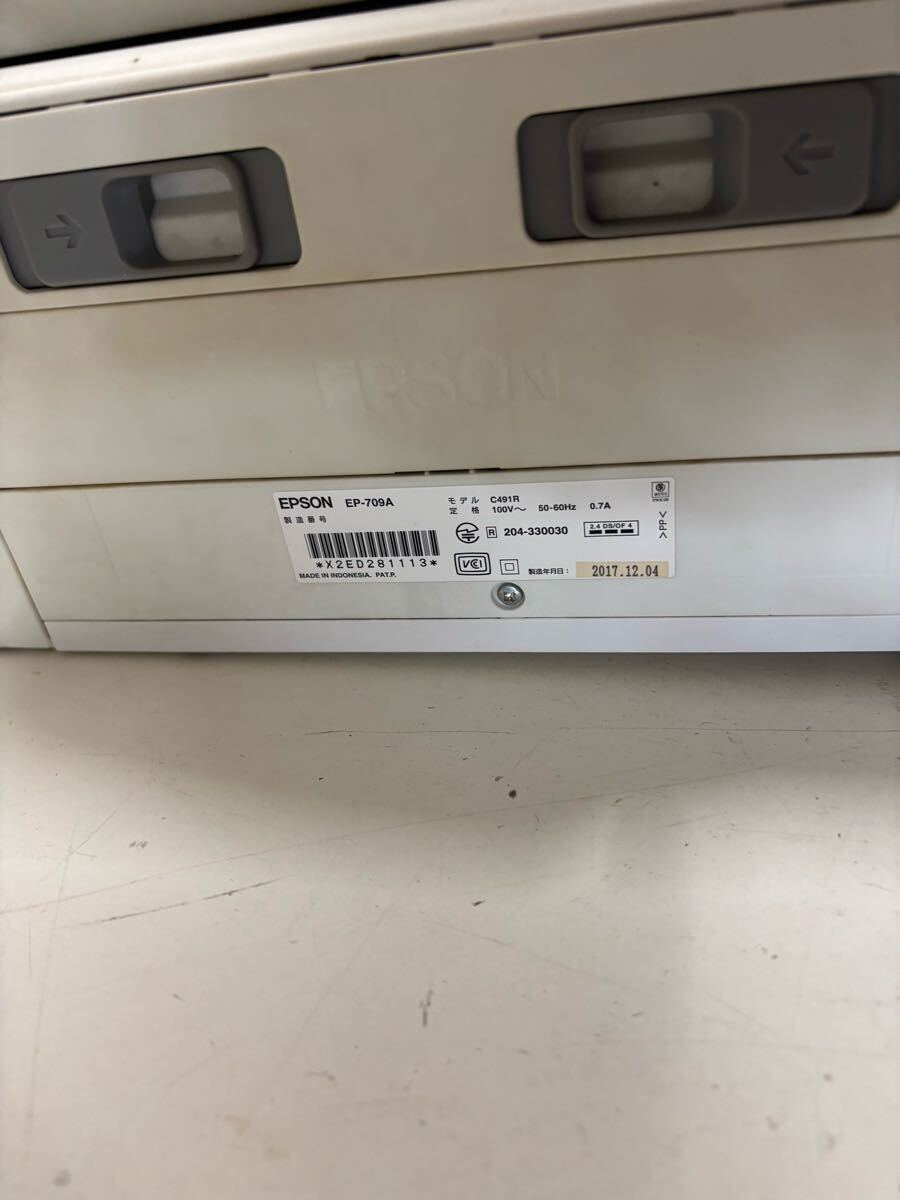 EPSON
EPSON EP-709A
製造番号
*X2ED281113*
MADE IN INDONESIA. PAT.P.
モデル C491R
定格 100V～ 50-60Hz 0.7A
R 204-330030
2.4 DS/OF 4
VCI
製造年月日： 2017.12.04
>PP<